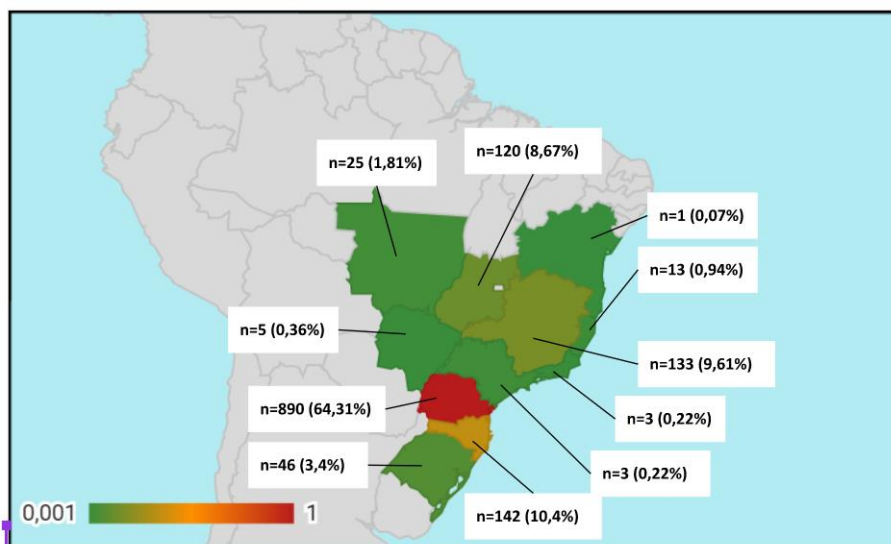 n=120 (8,67%)
n=25 (1,81%)
n=1 (0,07%)
n=13 (0,94%)
n=5 (0,36%)
n=133 (9,61%)
n=890 (64,31%)
n=3 (0,22%)
n=46 (3,4%)
n=3 (0,22%)
n=142 (10,4%)
0,001
1